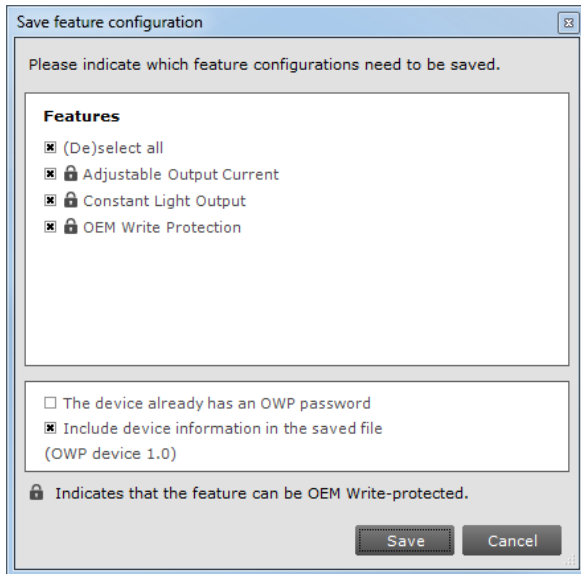 Save feature configuration
Please indicate which feature configurations need to be saved.
Features
(De)select all
Adjustable Output Current
Constant Light Output
OEM Write Protection
The device already has an OWP password
Include device information in the saved file
(OWP device 1.0)
Indicates that the feature can be OEM Write-protected.
Save Cancel